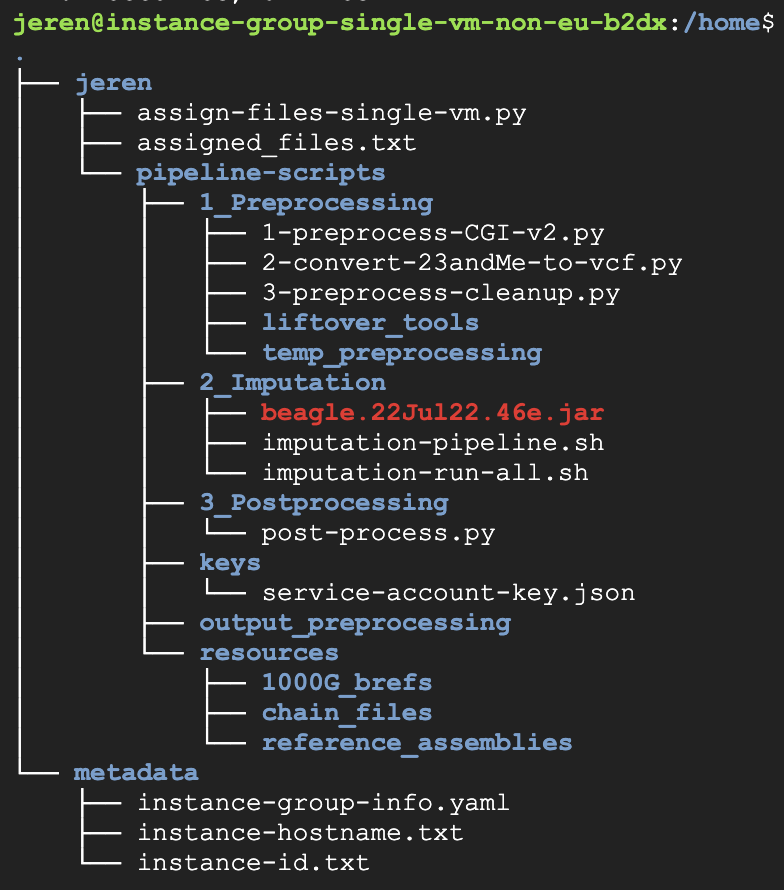 jeren@instance-group-single-vm-non-eu-b2dx:/home$
.
├── jeren
│   ├── assign-files-single-vm.py
│   ├── assigned_files.txt
│   └── pipeline-scripts
│       ├── 1_Preprocessing
│       │   ├── 1-preprocess-CGI-v2.py
│       │   ├── 2-convert-23andMe-to-vcf.py
│       │   ├── 3-preprocess-cleanup.py
│       │   ├── liftover_tools
│       │   └── temp_preprocessing
│       ├── 2_Imputation
│       │   ├── beagle.22Jul22.46e.jar
│       │   ├── imputation-pipeline.sh
│       │   └── imputation-run-all.sh
│       ├── 3_Postprocessing
│       │   └── post-process.py
│       ├── keys
│       │   └── service-account-key.json
│       ├── output_preprocessing
│       └── resources
│           ├── 1000G_brefs
│           ├── chain_files
│           └── reference_assemblies
└── metadata
    ├── instance-group-info.yaml
    ├── instance-hostname.txt
    └── instance-id.txt